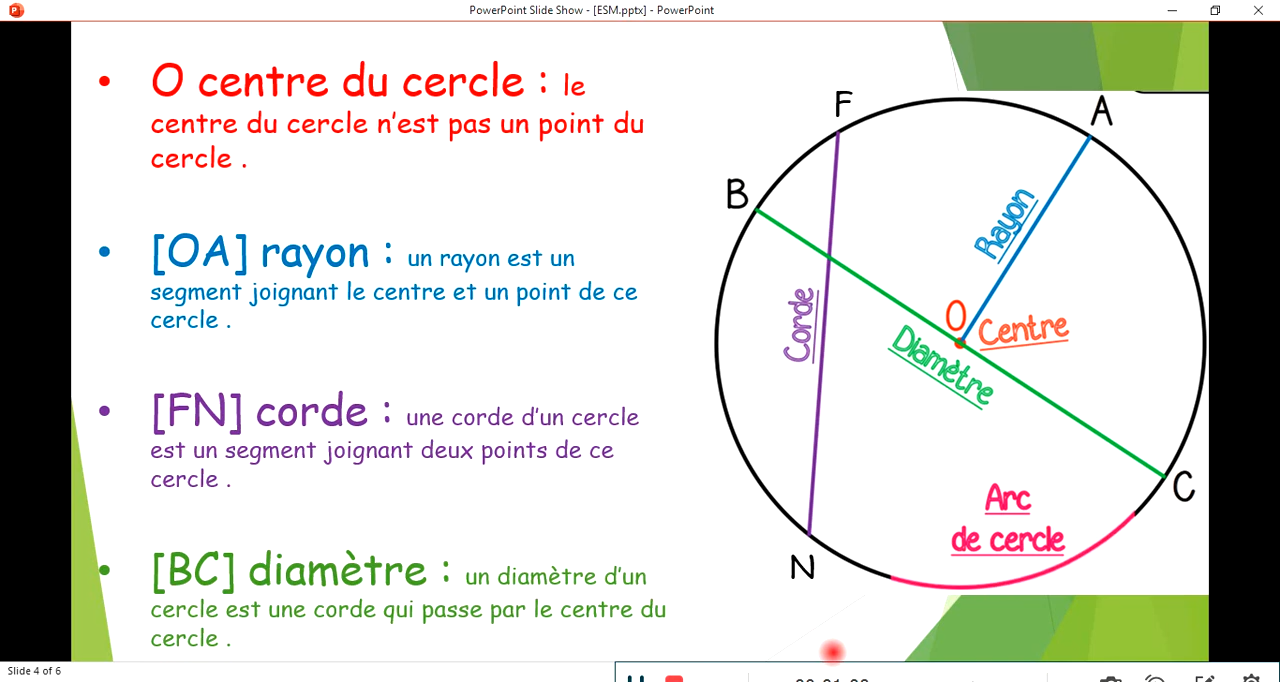 PowerPoint Slide Show - [ESM.pptx] - PowerPoint
• O centre du cercle : le
centre du cercle n’est pas un point du
cercle .
• [OA] rayon : un rayon est un
segment joignant le centre et un point de ce
cercle .
• [FN] corde : une corde d’un cercle
est un segment joignant deux points de ce
cercle .
• [BC] diamètre : un diamètre d’un
cercle est une corde qui passe par le centre du
cercle .
F
A
B
Rayon
Corde
O
Centre
Diamètre
C
Arc
de cercle
N
Slide 4 of 6